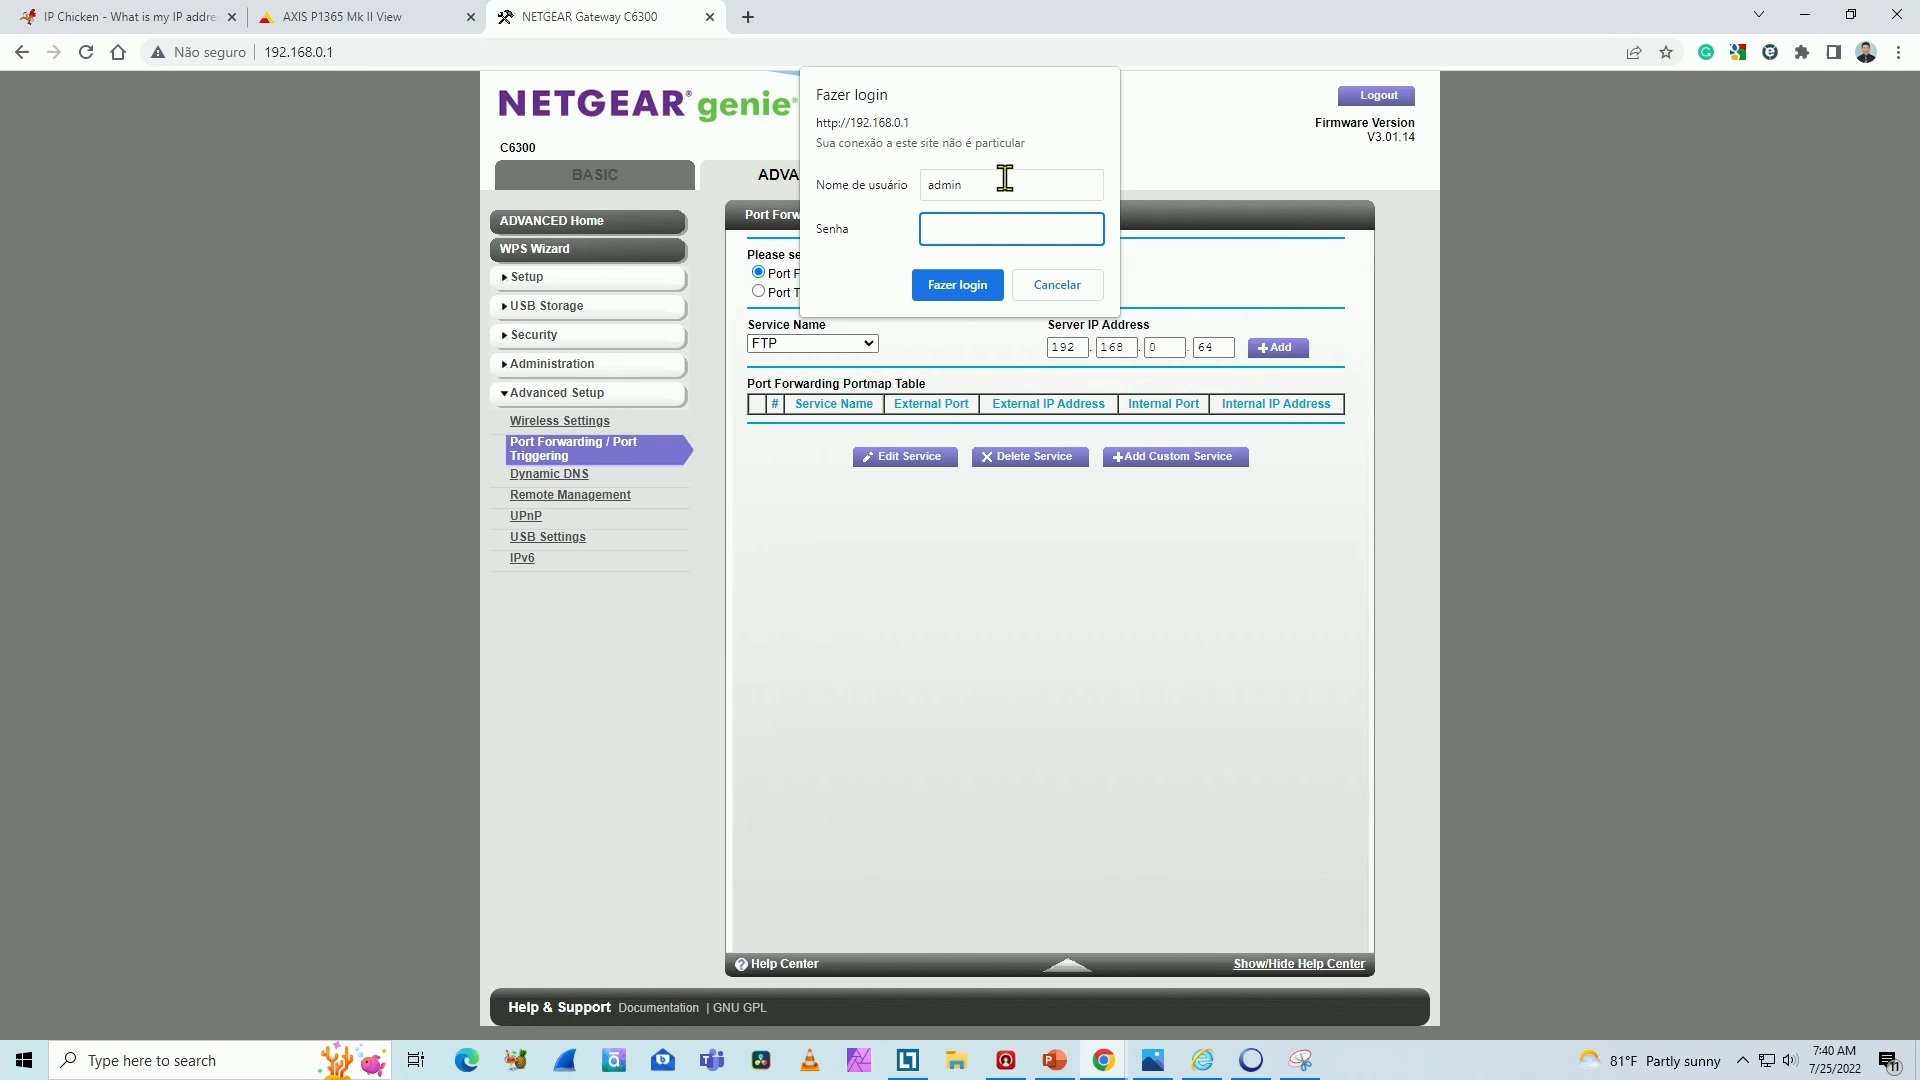 IP Chicken - What is my IP addre
AXIS P1365 Mk II View
NETGEAR Gateway C6300
Não seguro
192.168.0.1
NETGEAR® genie®
C6300
Logout
Firmware Version
V3.01.14
BASIC
ADVA
Fazer login
http://192.168.0.1
Sua conexão a este site não é particular
Nome de usuário
admin
Senha
Fazer login
Cancelar
ADVANCED Home
WPS Wizard
Setup
USB Storage
Security
Administration
Advanced Setup
Wireless Settings
Port Forwarding / Port
Triggering
Dynamic DNS
Remote Management
UPnP
USB Settings
IPv6
Port Forw
Please se
Port F
Port T
Service Name
Server IP Address
FTP
192 . 168 . 0 . 64
Add
Port Forwarding Portmap Table
# Service Name External Port External IP Address Internal Port Internal IP Address
Edit Service
Delete Service
Add Custom Service
Help Center
Show/Hide Help Center
Help & Support Documentation | GNU GPL
Type here to search
81°F Partly sunny
7:40 AM
7/25/2022
11